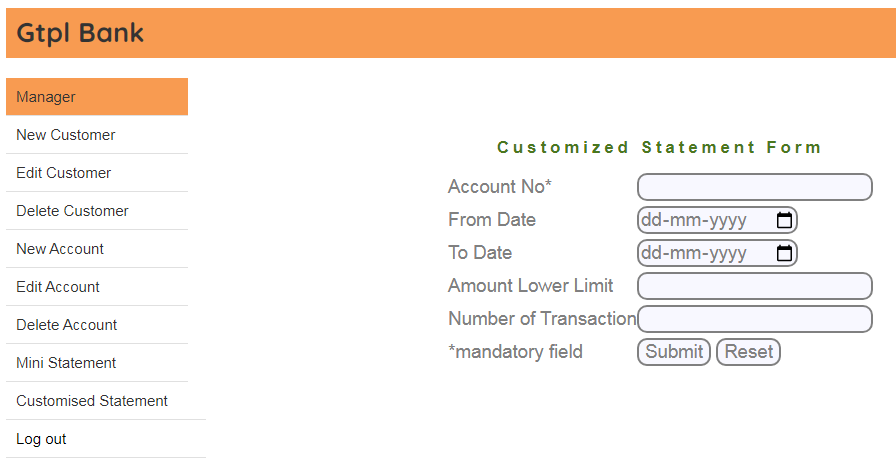 Gtpl Bank
Manager
New Customer
Edit Customer
Delete Customer
New Account
Edit Account
Delete Account
Mini Statement
Customised Statement
Log out
Customized Statement Form
Account No*
From Date dd-mm-yyyy
To Date dd-mm-yyyy
Amount Lower Limit
Number of Transaction
*mandatory field Submit Reset